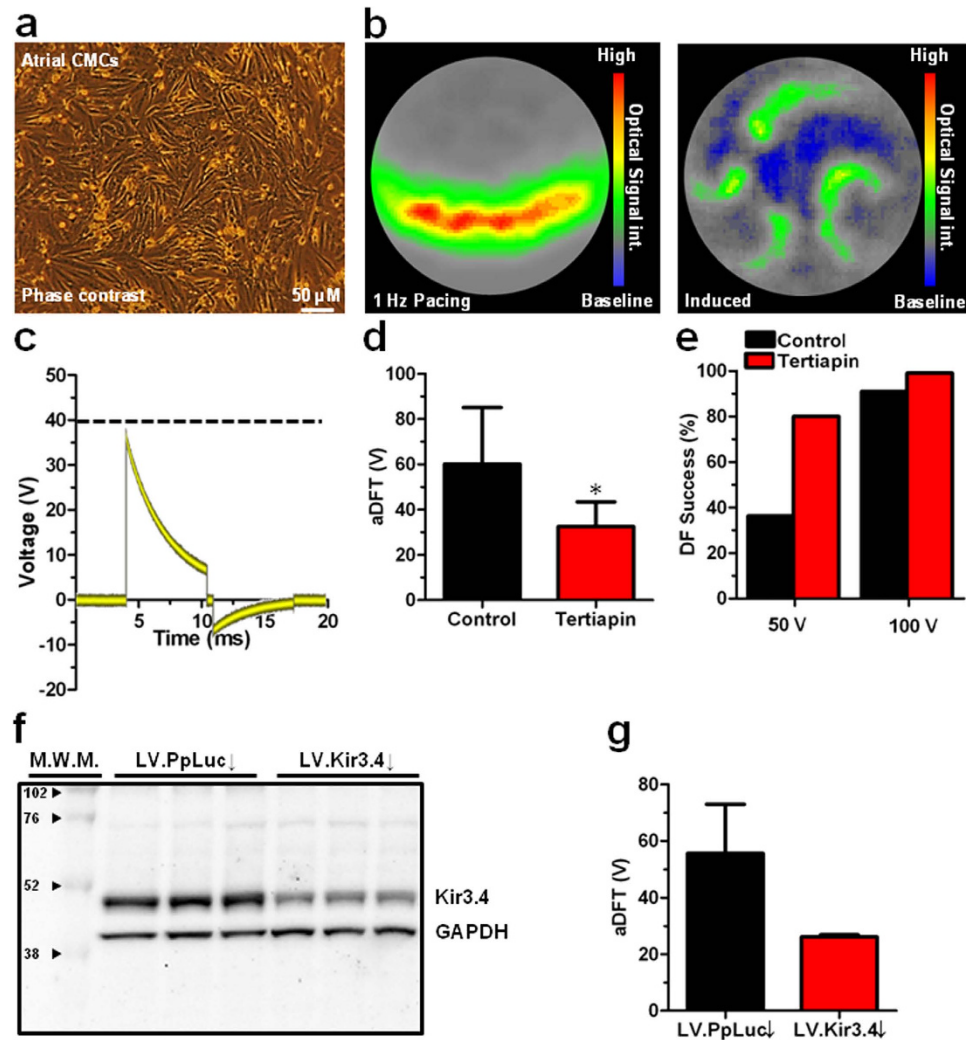 a
Atrial CMCs
Phase contrast
50 µM
b
High
Optical Signal int.
Baseline
1 Hz Pacing
High
Optical Signal int.
Baseline
Induced
c
Voltage (V)
50
40
30
20
10
0
-10
-20
5
10
15
20
Time (ms)
d
aDFT (V)
100
80
60
40
20
0
*
Control
Tertiapin
e
Control
Tertiapin
DF Success (%)
100
80
60
40
20
0
50 V
100 V
f
M.W.M.
LV.PpLuc↓
LV.Kir3.4↓
102
76
52
38
Kir3.4
GAPDH
g
aDFT (V)
80
60
40
20
0
LV.PpLuc↓
LV.Kir3.4↓